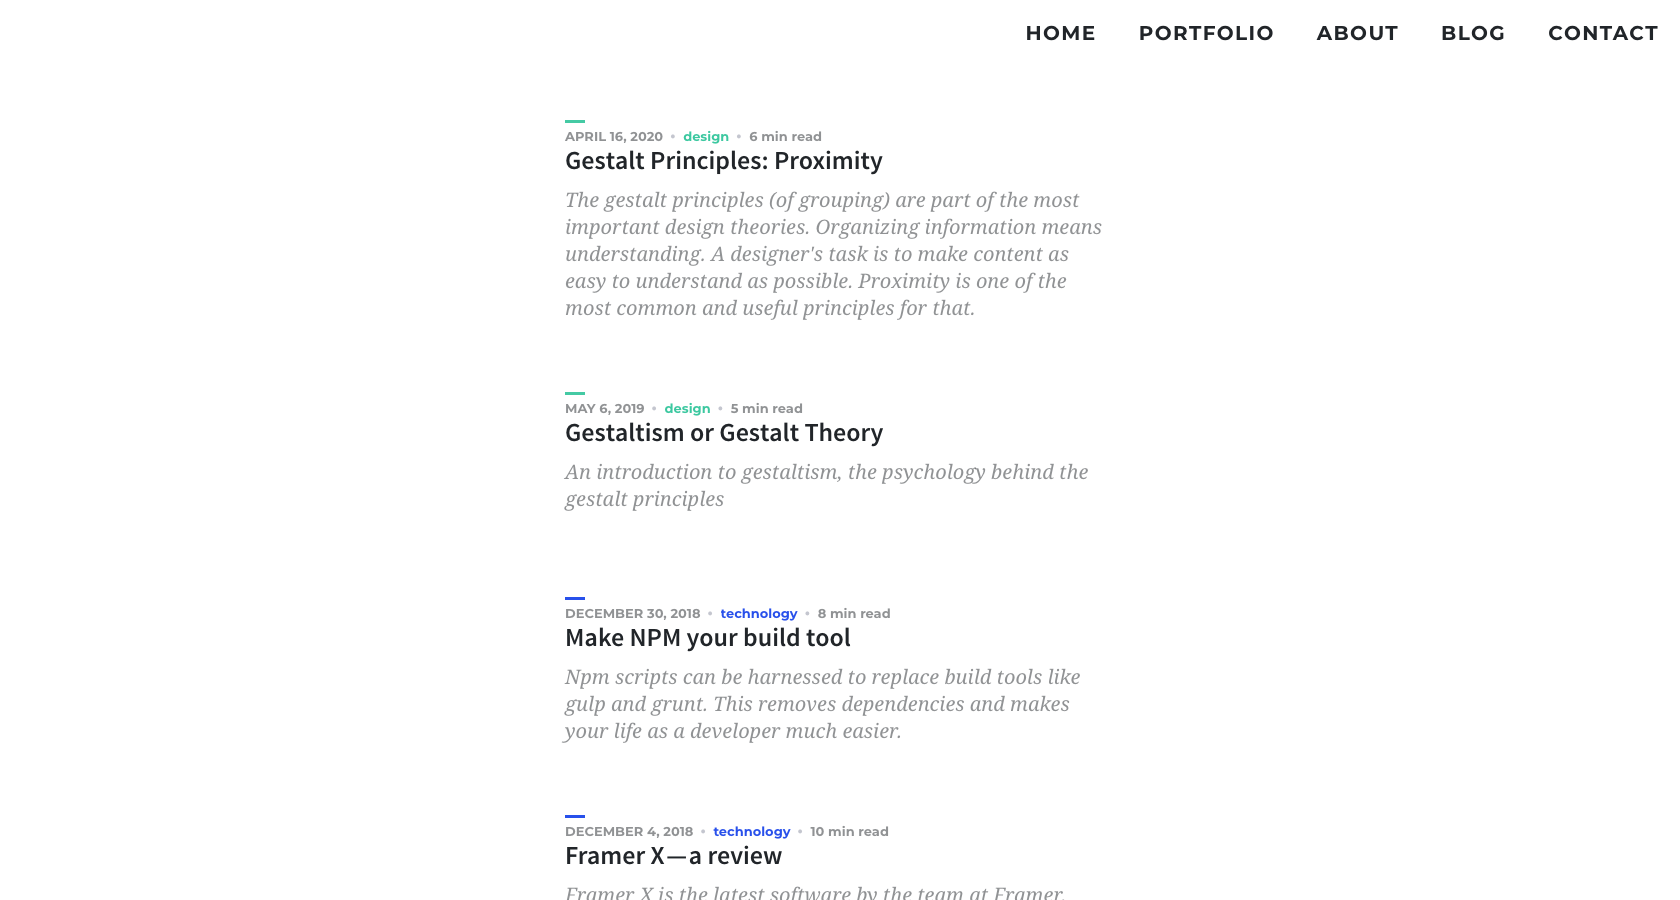 HOME PORTFOLIO ABOUT BLOG CONTACT
APRIL 16, 2020 • design • 6 min read
Gestalt Principles: Proximity
The gestalt principles (of grouping) are part of the most
important design theories. Organizing information means
understanding. A designer's task is to make content as
easy to understand as possible. Proximity is one of the
most common and useful principles for that.
MAY 6, 2019 • design • 5 min read
Gestaltism or Gestalt Theory
An introduction to gestaltism, the psychology behind the
gestalt principles
DECEMBER 30, 2018 • technology • 8 min read
Make NPM your build tool
Npm scripts can be harnessed to replace build tools like
gulp and grunt. This removes dependencies and makes
your life as a developer much easier.
DECEMBER 4, 2018 • technology • 10 min read
Framer X — a review
Framer X is the latest software by the team at Framer.